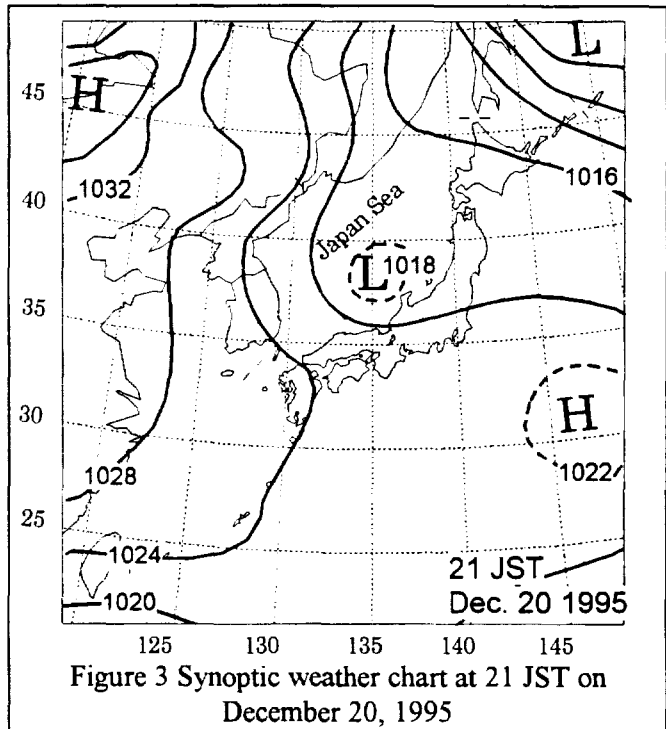 L
45
H
1032
1016
40
Japan Sea
L 1018
35
30
H
1028
1022
25
1024
21 JST
1020
Dec. 20 1995
125 130 135 140 145
Figure 3 Synoptic weather chart at 21 JST on
December 20, 1995